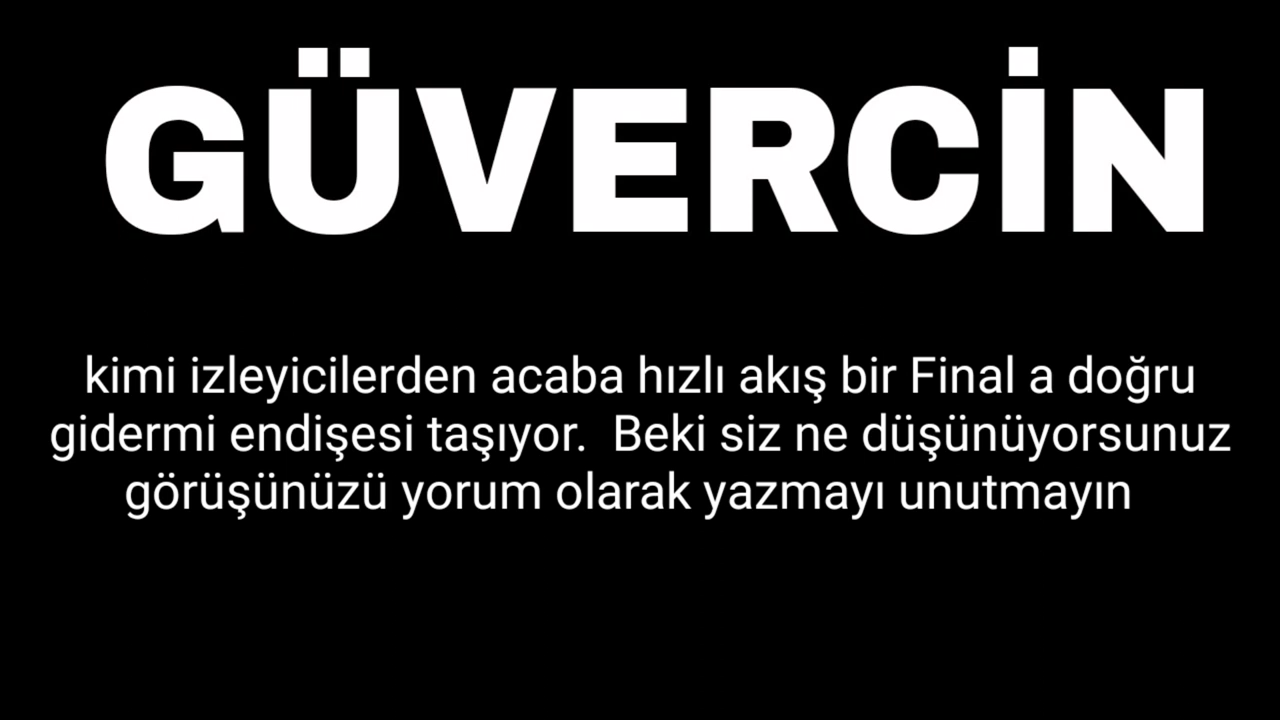 GÜVERCİN
kimi izleyicilerden acaba hızlı akış bir Final a doğru
gidermi endişesi taşıyor.  Beki siz ne düşünüyorsunuz
görüşünüzü yorum olarak yazmayı unutmayın